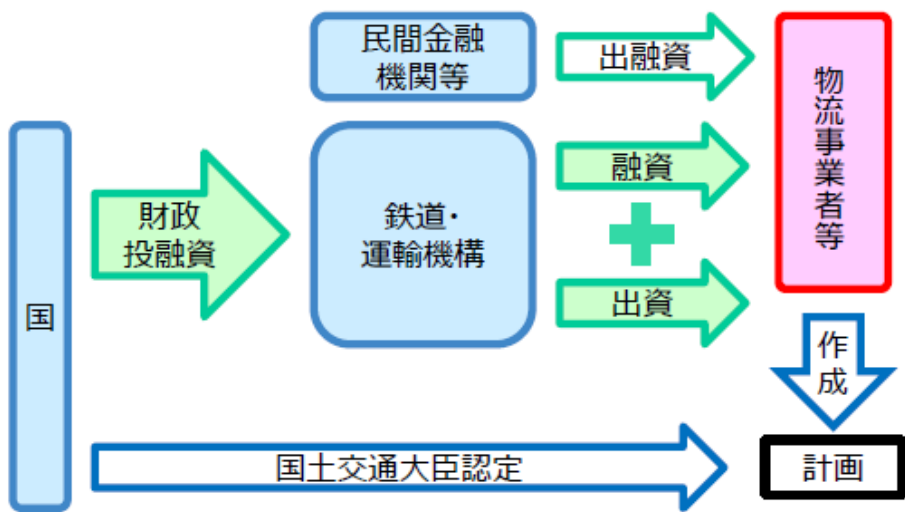 民間金融
機関等
出融資
物流事業者等
国
財政
投融資
鉄道・
運輸機構
融資
出資
作成
国土交通大臣認定
計画